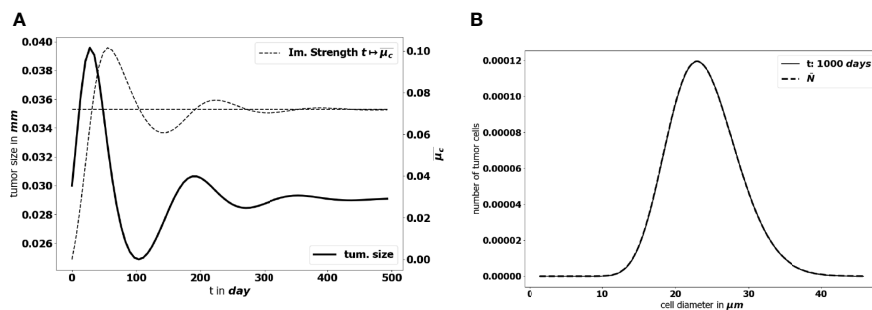 A
B
0.040
0.038
0.036
0.034
0.032
0.030
0.028
0.026
tumor size in mm
Im. Strength t ↦ μ̄_c
tum. size
0.10
0.08
0.06
0.04
0.02
0.00
μ̄_c
0 100 200 300 400 500
t in day
0.00012
0.00010
0.00008
0.00006
0.00004
0.00002
0.00000
number of tumor cells
t: 1000 days
N̄
10 20 30 40
cell diameter in μm